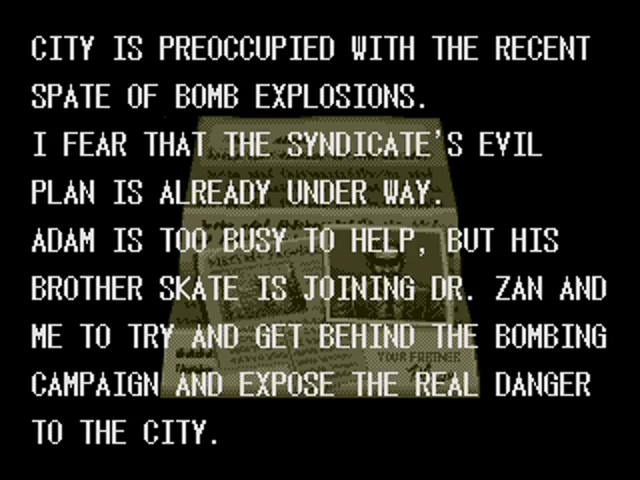 CITY IS PREOCCUPIED WITH THE RECENT
SPATE OF BOMB EXPLOSIONS.
I FEAR THAT THE SYNDICATE'S EVIL
PLAN IS ALREADY UNDER WAY.
ADAM IS TOO BUSY TO HELP, BUT HIS
BROTHER SKATE IS JOINING DR. ZAN AND
ME TO TRY AND GET BEHIND THE BOMBING
CAMPAIGN AND EXPOSE THE REAL DANGER
TO THE CITY.